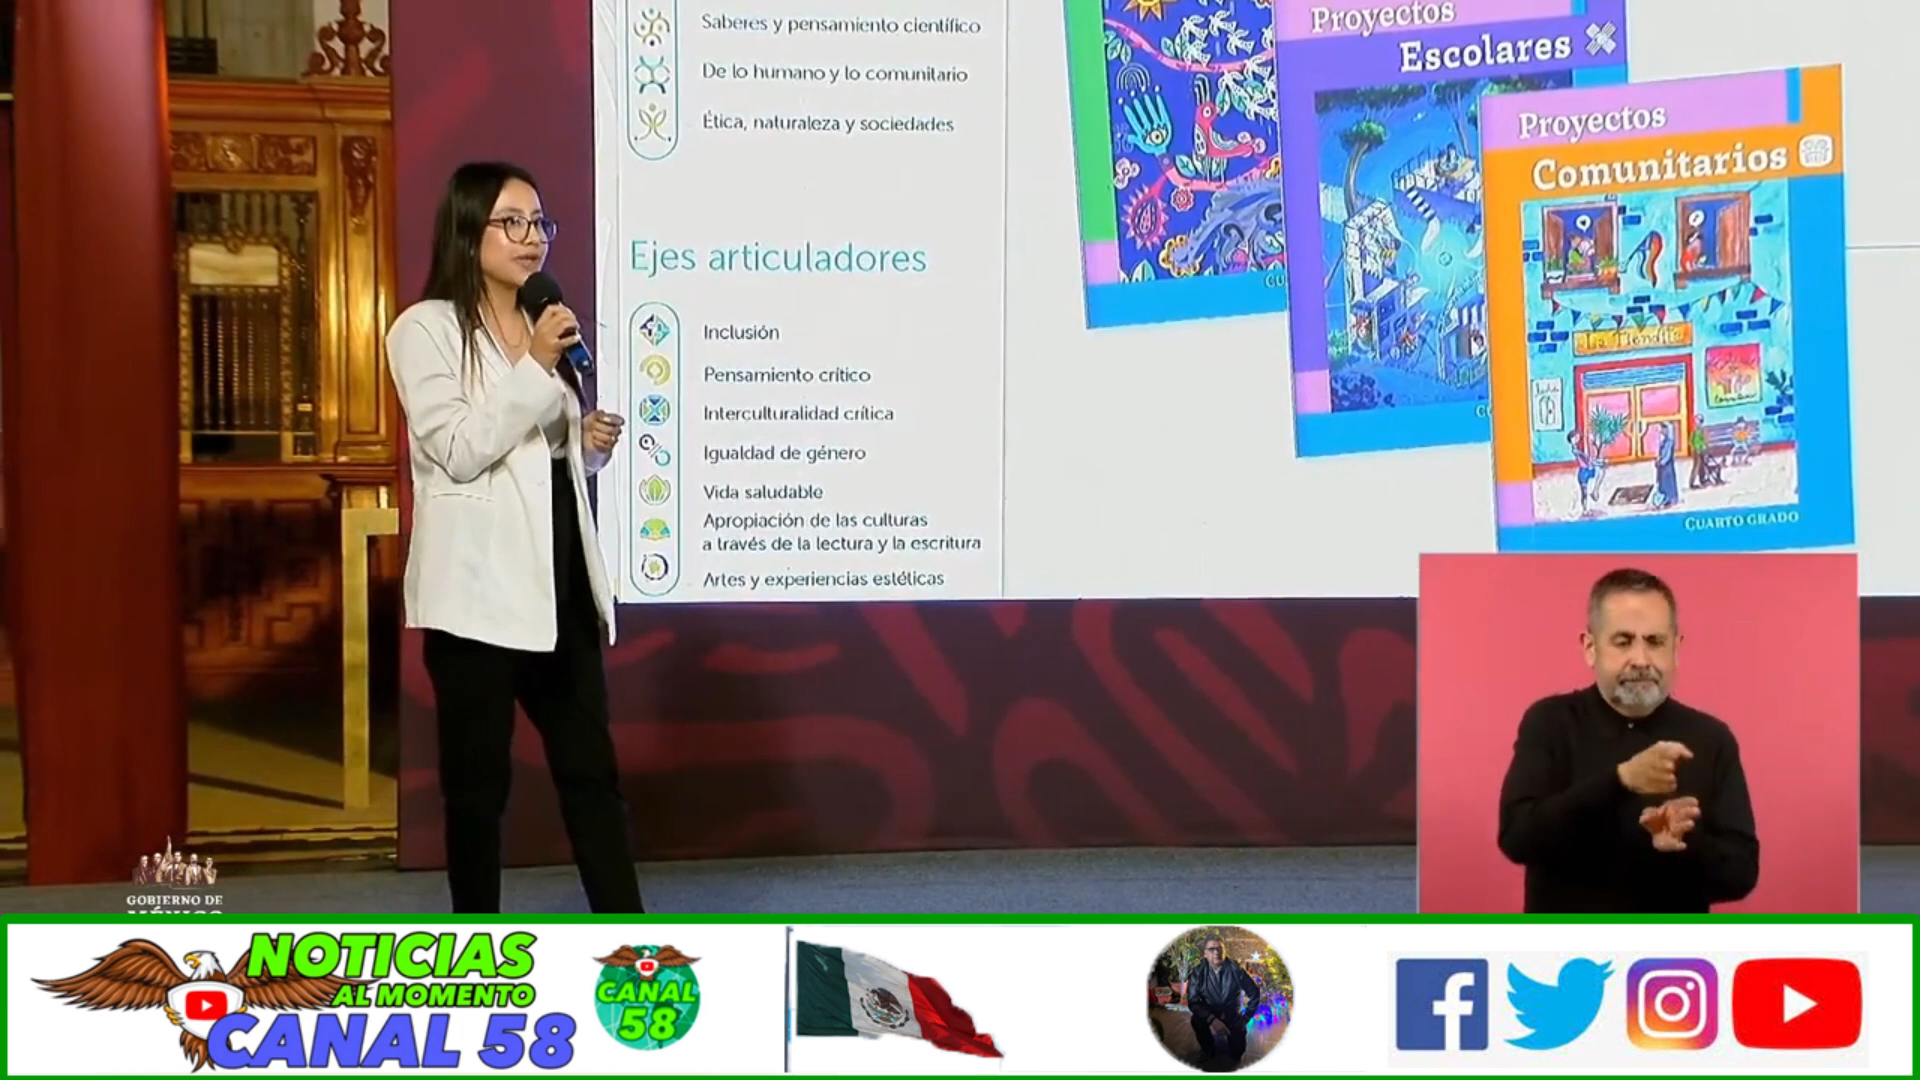 Saberes y pensamiento científico
De lo humano y lo comunitario
Ética, naturaleza y sociedades
Ejes articuladores
Inclusión
Pensamiento crítico
Interculturalidad crítica
Igualdad de género
Vida saludable
Apropiación de las culturas
a través de la lectura y la escritura
Artes y experiencias estéticas
Proyectos
Escolares
Proyectos
Comunitarios
La Tiendita
CUARTO GRADO
CU
GOBIERNO DE
MÉXICO
NOTICIAS
AL MOMENTO
CANAL 58
CANAL
58